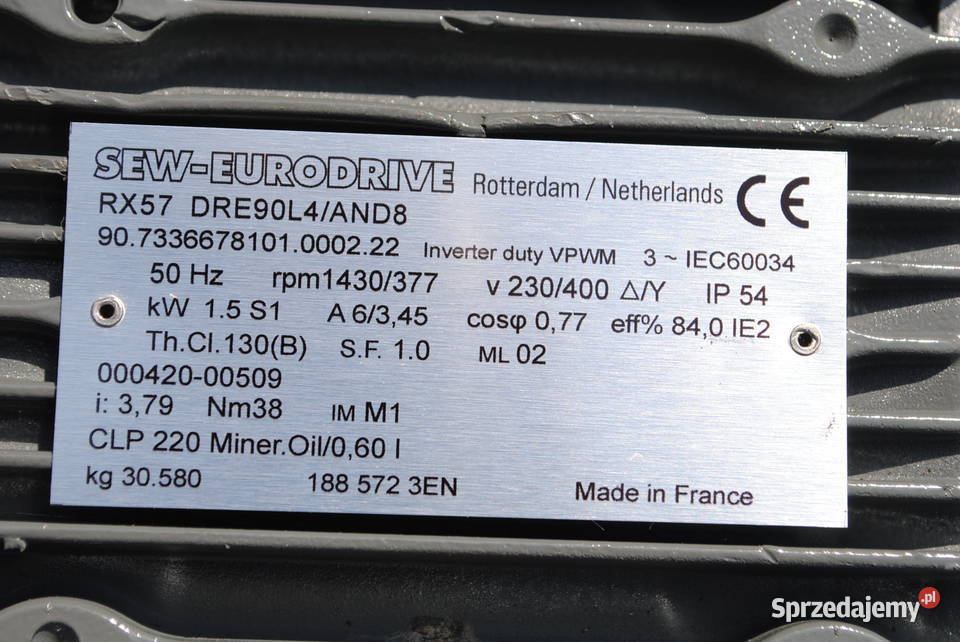 SEW-EURODRIVE Rotterdam / Netherlands CE
RX57 DRE90L4/AND8
90.7336678101.0002.22 Inverter duty VPWM 3 ~ IEC60034
50 Hz rpm1430/377 v 230/400 Δ/Y IP 54
kW 1.5 S1 A 6/3,45 cosφ 0,77 eff% 84,0 IE2
Th.Cl.130(B) S.F. 1.0 ML 02
000420-00509
i: 3,79 Nm38 IM M1
CLP 220 Miner.Oil/0,60 l
kg 30.580 188 572 3EN Made in France
Sprzedajemy.pl